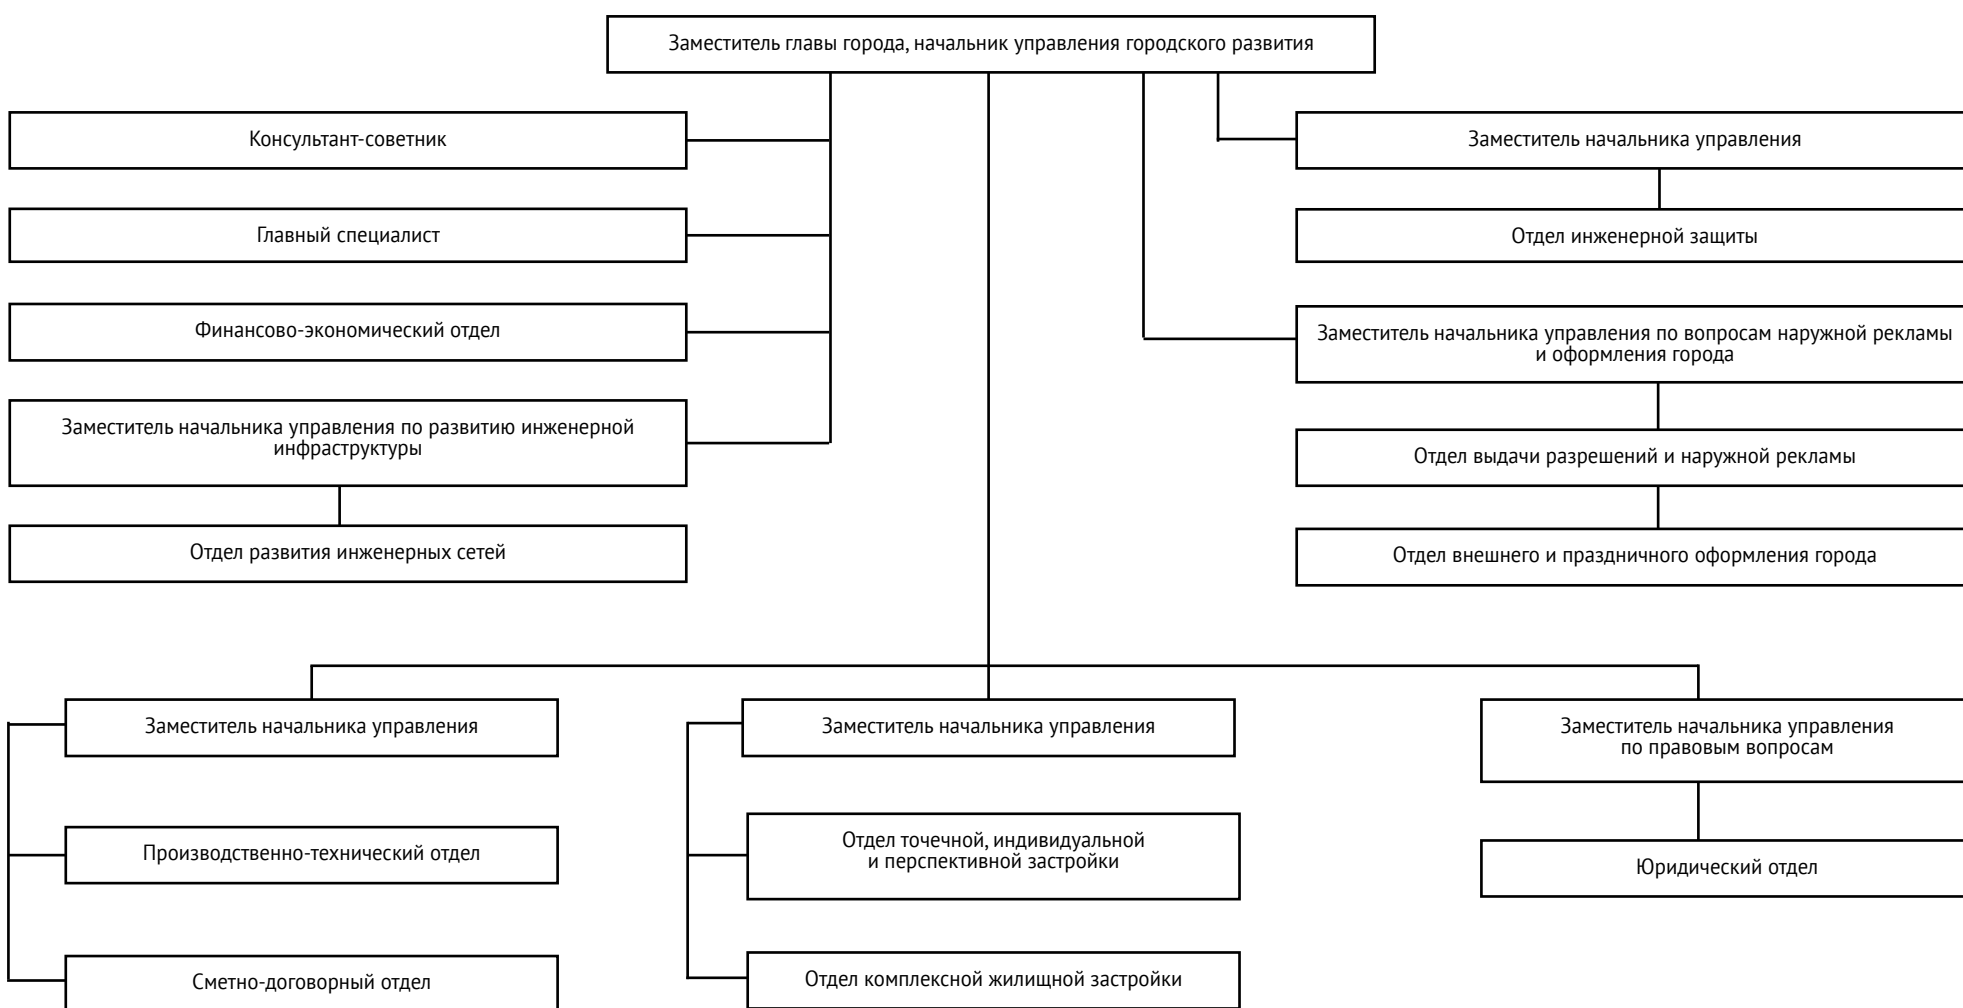 Заместитель главы города, начальник управления городского развития
Консультант-советник
Главный специалист
Финансово-экономический отдел
Заместитель начальника управления по развитию инженерной
инфраструктуры
Отдел развития инженерных сетей
Заместитель начальника управления
Отдел инженерной защиты
Заместитель начальника управления по вопросам наружной рекламы
и оформления города
Отдел выдачи разрешений и наружной рекламы
Отдел внешнего и праздничного оформления города
Заместитель начальника управления
Производственно-технический отдел
Сметно-договорный отдел
Заместитель начальника управления
Отдел точечной, индивидуальной
и перспективной застройки
Отдел комплексной жилищной застройки
Заместитель начальника управления
по правовым вопросам
Юридический отдел